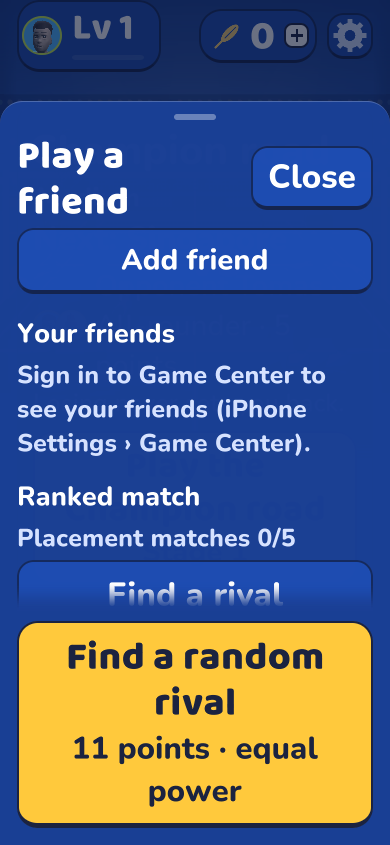 Lv 1
0
Play a
friend
Close
Add friend
Your friends
Sign in to Game Center to
see your friends (iPhone
Settings › Game Center).
Ranked match
Placement matches 0/5
Find a rival
Find a random
rival
11 points · equal
power